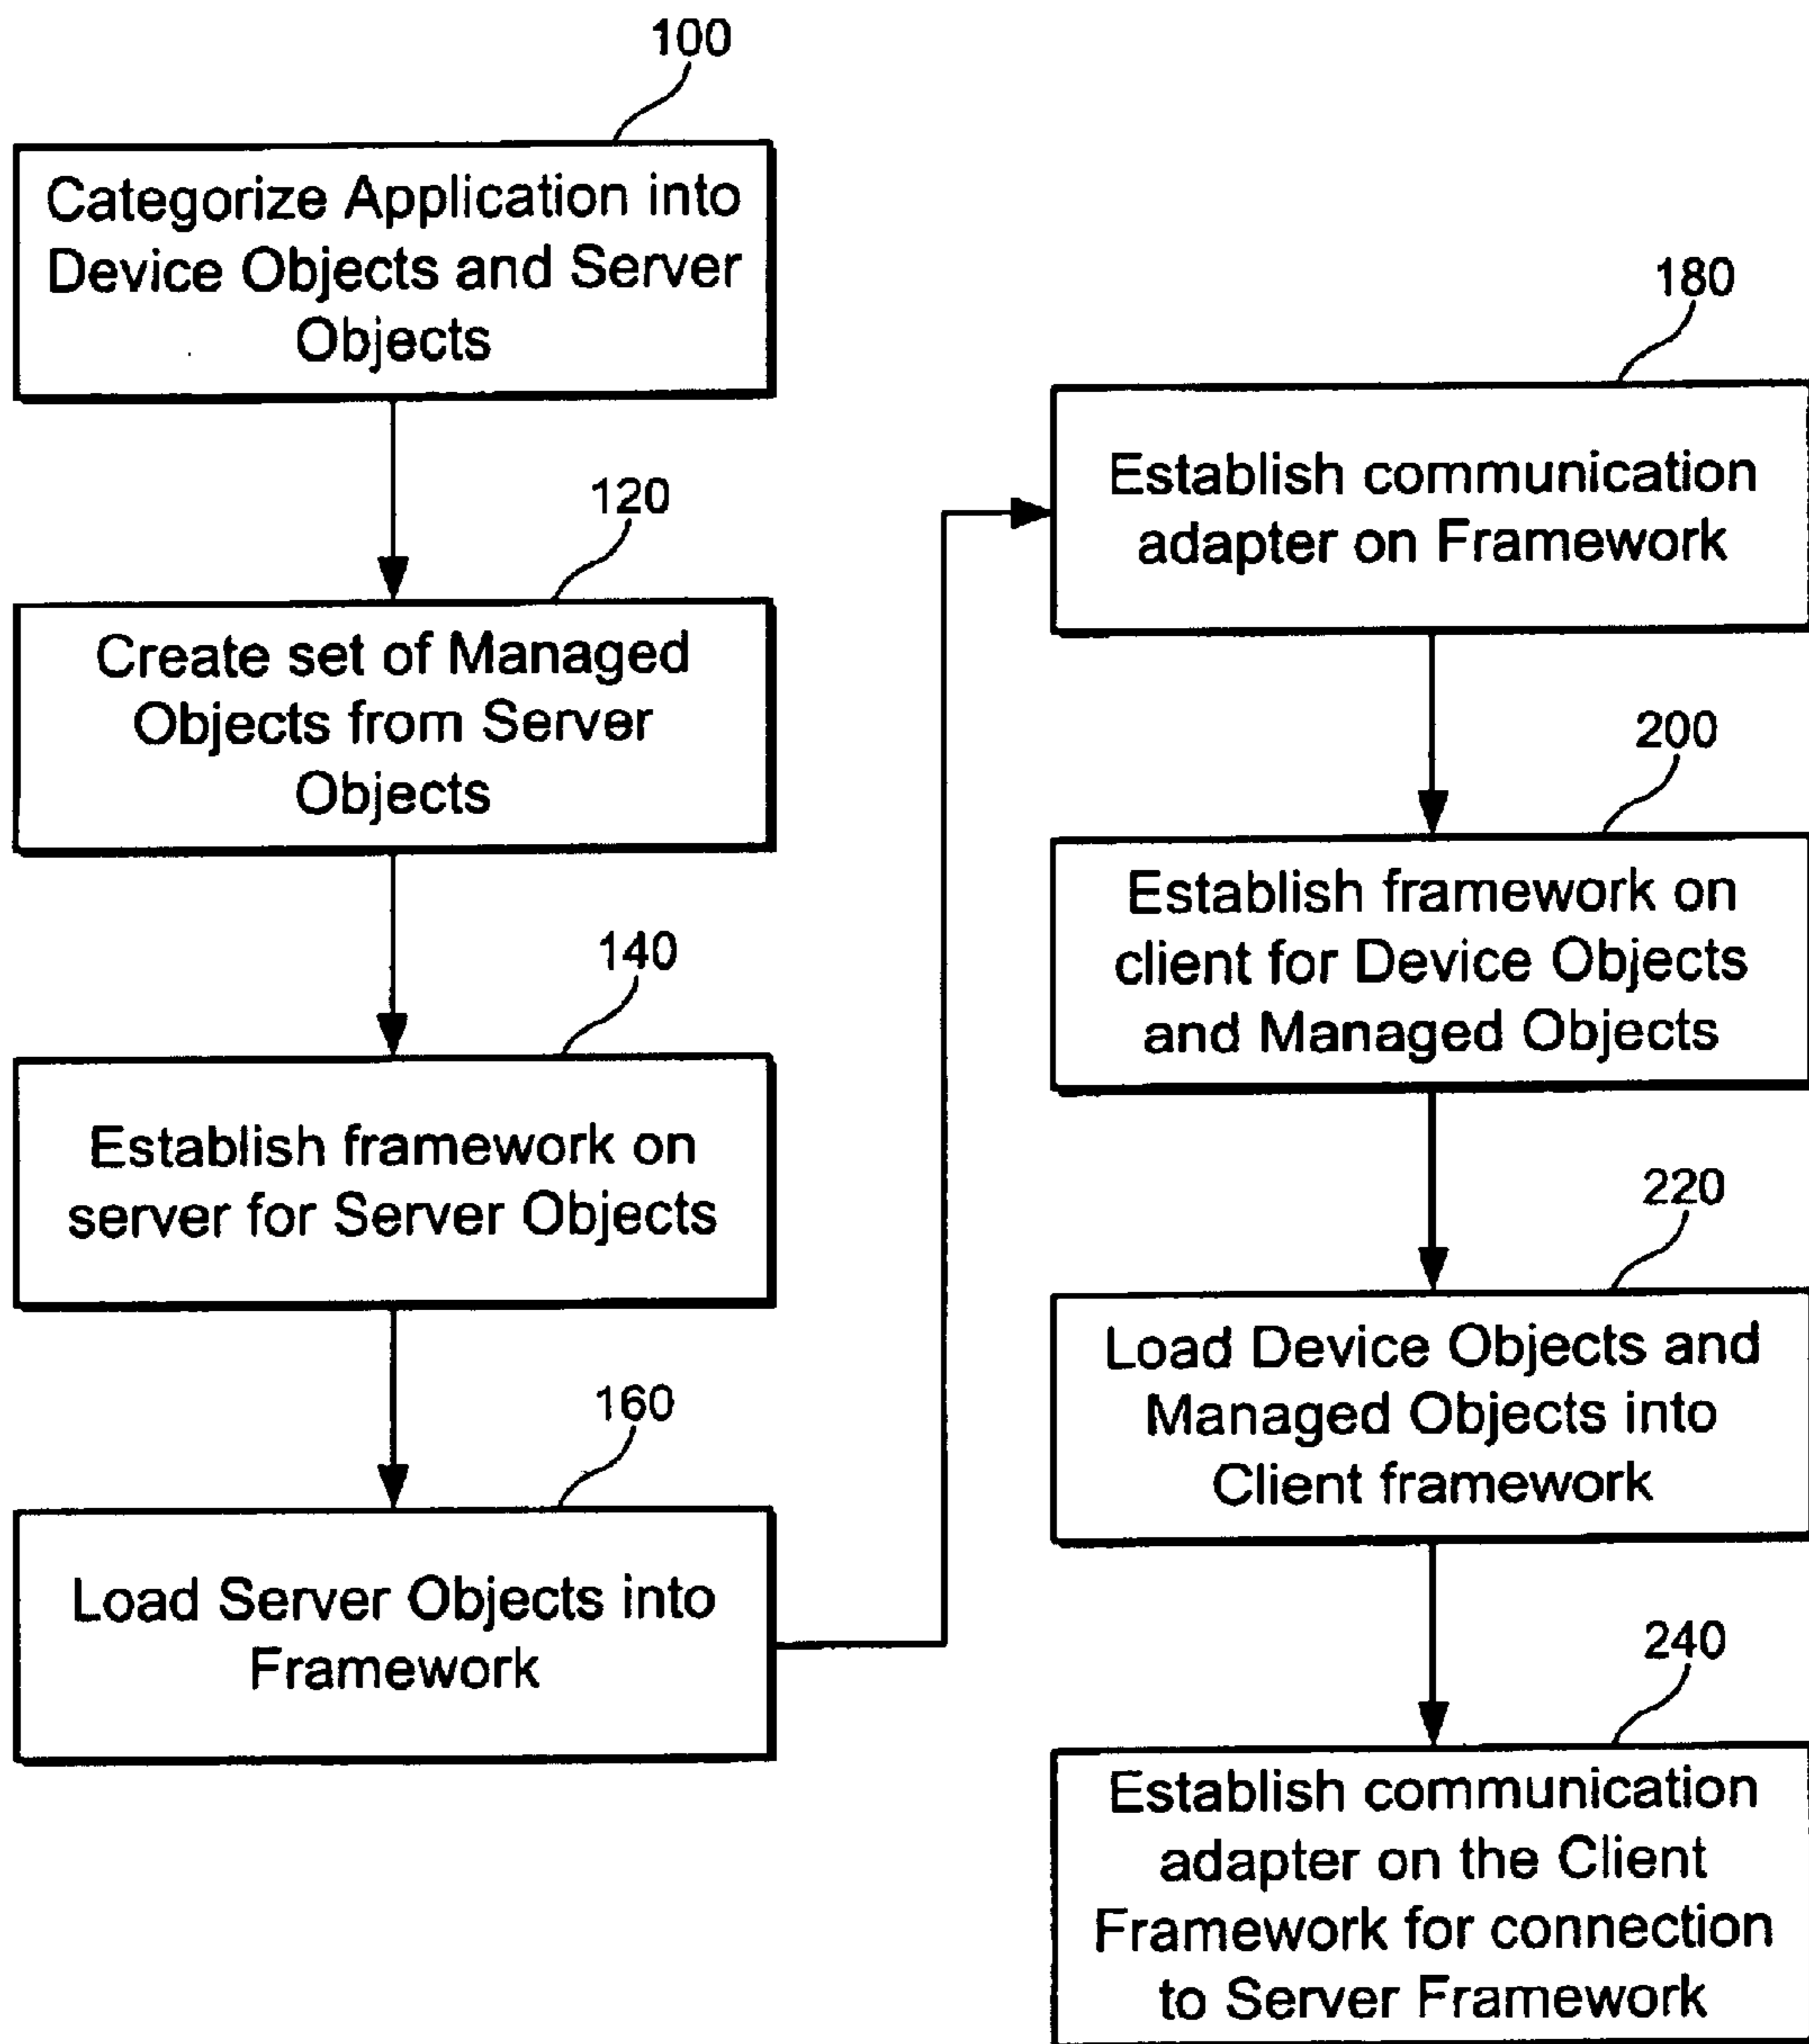 100
Categorize Application into
Device Objects and Server
Objects
120
Create set of Managed
Objects from Server
Objects
140
Establish framework on
server for Server Objects
160
Load Server Objects into
Framework
180
Establish communication
adapter on Framework
200
Establish framework on
client for Device Objects
and Managed Objects
220
Load Device Objects and
Managed Objects into
Client framework
240
Establish communication
adapter on the Client
Framework for connection
to Server Framework